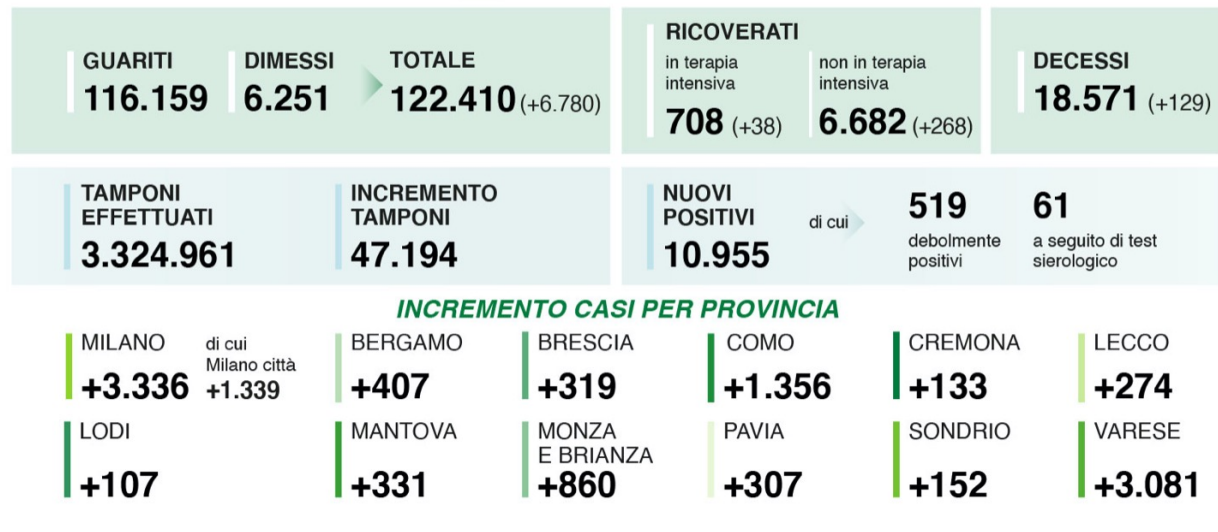 GUARITI
116.159
DIMESSI
6.251
TOTALE
122.410 (+6.780)
RICOVERATI
in terapia
intensiva
708 (+38)
non in terapia
intensiva
6.682 (+268)
DECESSI
18.571 (+129)
TAMPONI
EFFETTUATI
3.324.961
INCREMENTO
TAMPONI
47.194
NUOVI
POSITIVI
10.955
di cui
519
debolmente
positivi
61
a seguito di test
sierologico
INCREMENTO CASI PER PROVINCIA
MILANO
+3.336
di cui
Milano città
+1.339
BERGAMO
+407
BRESCIA
+319
COMO
+1.356
CREMONA
+133
LECCO
+274
LODI
+107
MANTOVA
+331
MONZA
E BRIANZA
+860
PAVIA
+307
SONDRIO
+152
VARESE
+3.081